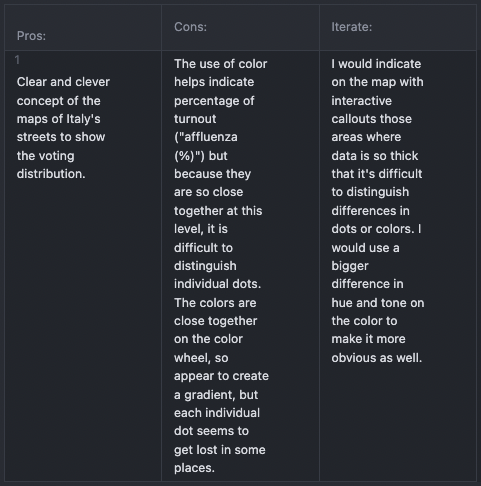 Pros:
Cons:
Iterate:
1
Clear and clever
concept of the
maps of Italy's
streets to show
the voting
distribution.
The use of color
helps indicate
percentage of
turnout
("affluenza
(%)") but
because they
are so close
together at this
level, it is
difficult to
distinguish
individual dots.
The colors are
close together
on the color
wheel, so
appear to create
a gradient, but
each individual
dot seems to
get lost in some
places.
I would indicate
on the map with
interactive
callouts those
areas where
data is so thick
that it's difficult
to distinguish
differences in
dots or colors. I
would use a
bigger
difference in
hue and tone on
the color to
make it more
obvious as well.